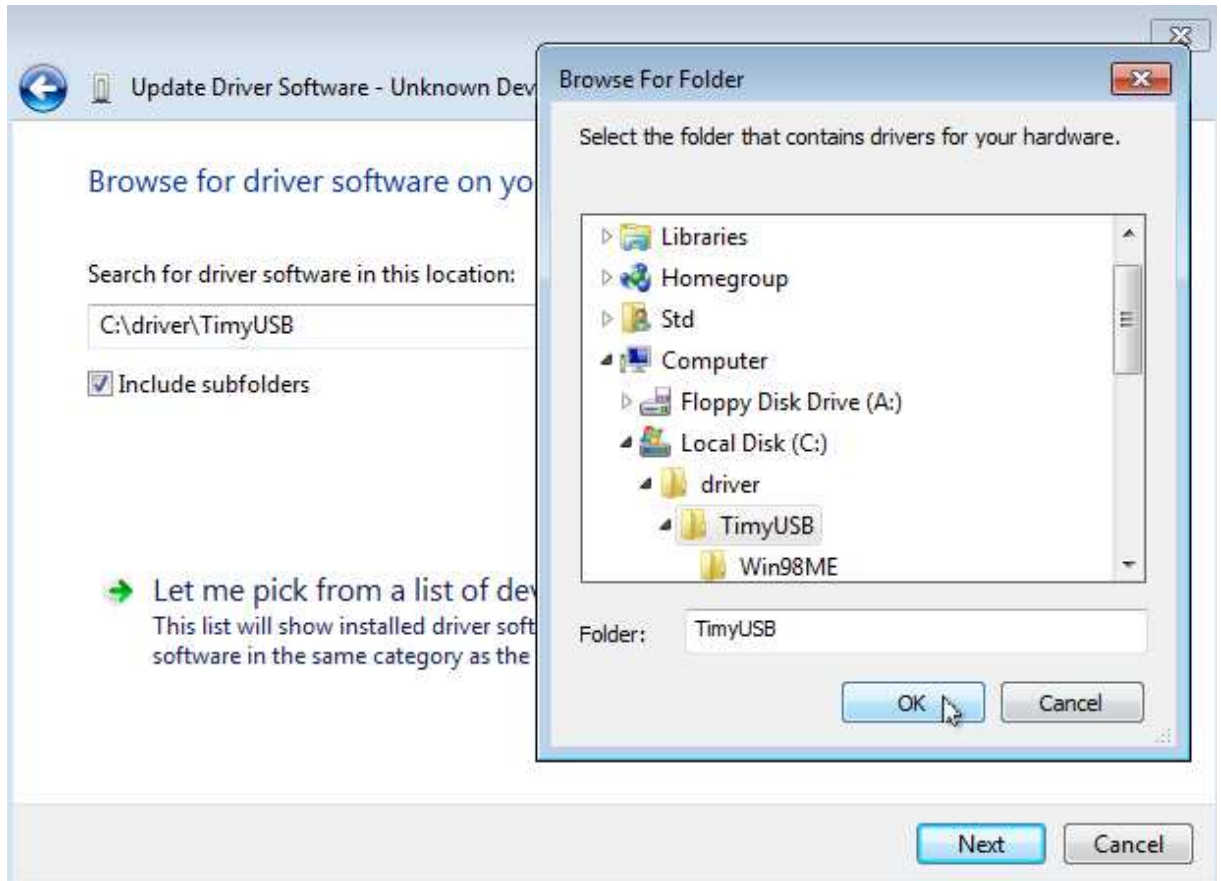 Update Driver Software - Unknown Dev
Browse for driver software on yo
Search for driver software in this location:
C:\driver\TimyUSB
Include subfolders
Let me pick from a list of dev
This list will show installed driver soft
software in the same category as the
Next
Cancel
Browse For Folder
Select the folder that contains drivers for your hardware.
Libraries
Homegroup
Std
Computer
Floppy Disk Drive (A:)
Local Disk (C:)
driver
TimyUSB
Win98ME
Folder: TimyUSB
OK
Cancel